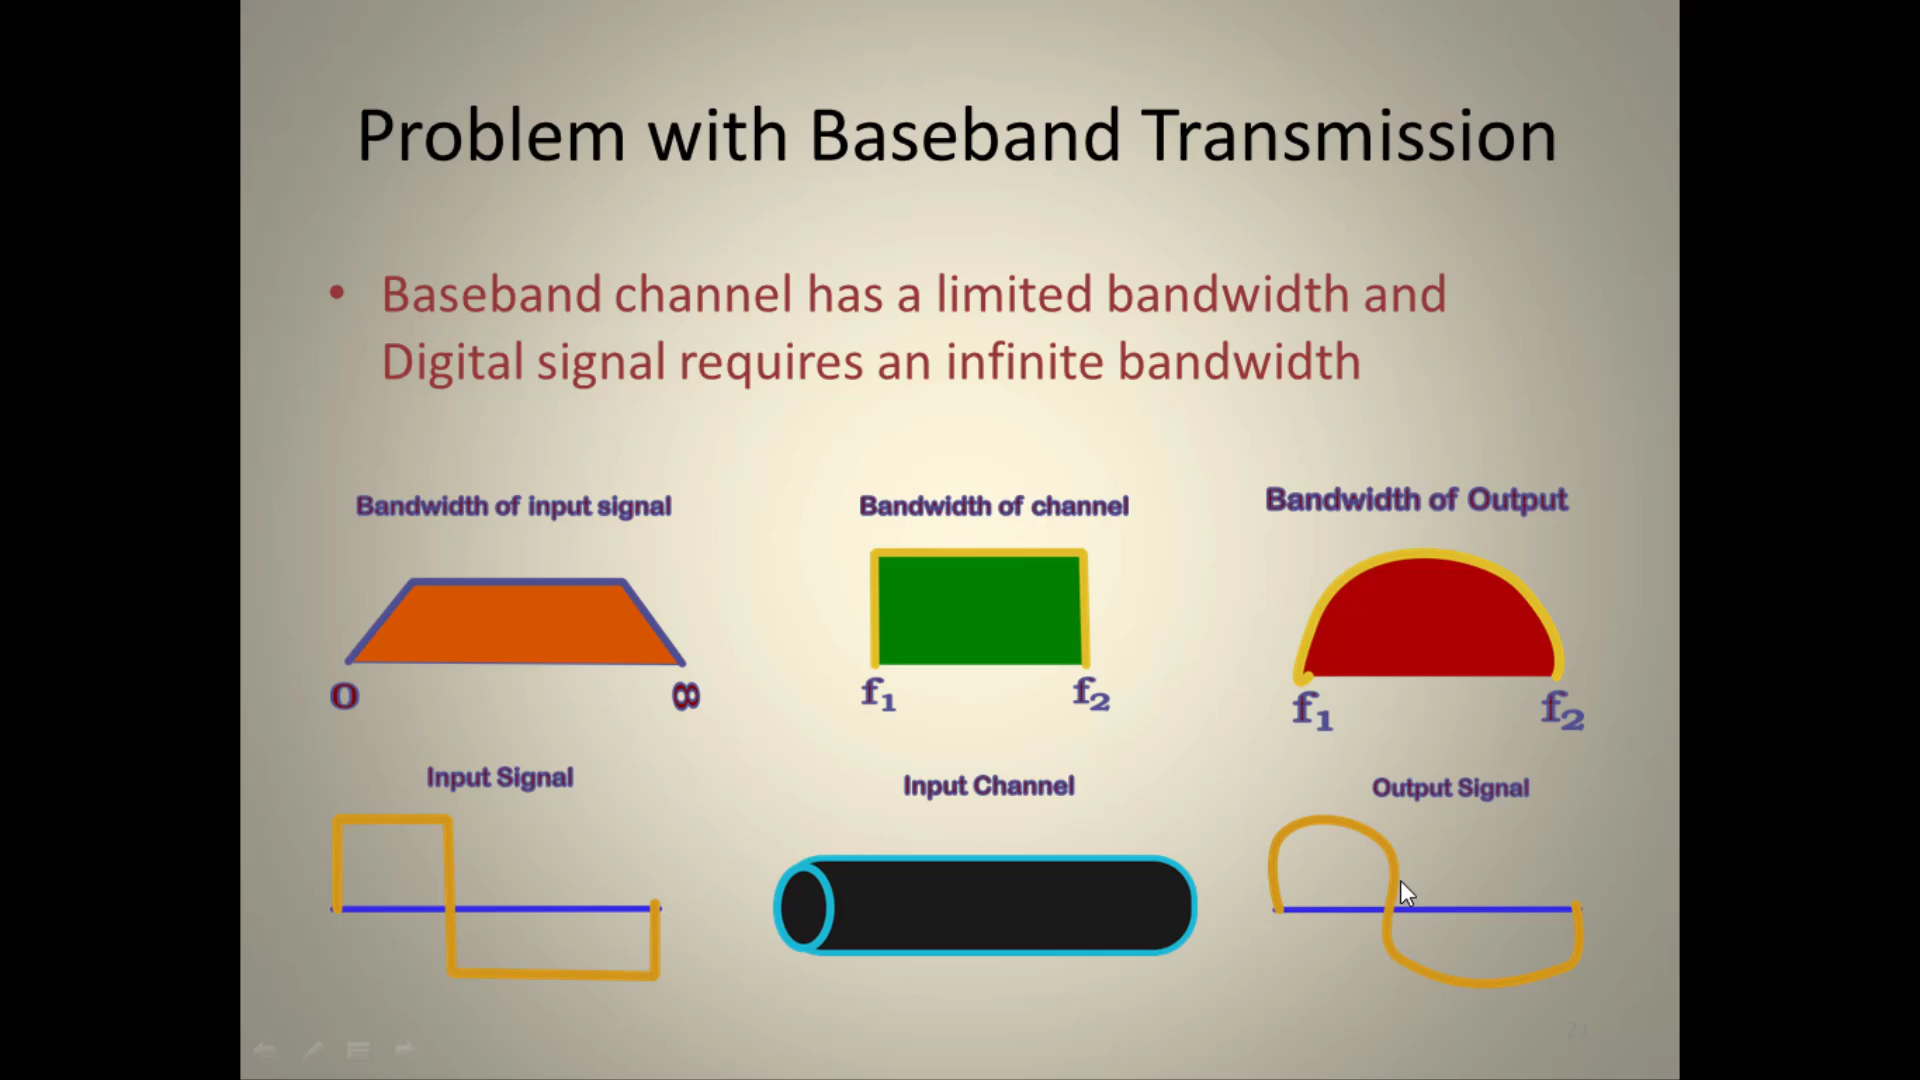 Problem with Baseband Transmission
• Baseband channel has a limited bandwidth and
Digital signal requires an infinite bandwidth
Bandwidth of input signal
Bandwidth of channel
Bandwidth of Output
0
∞
f₁
f₂
f₁
f₂
Input Signal
Input Channel
Output Signal
21